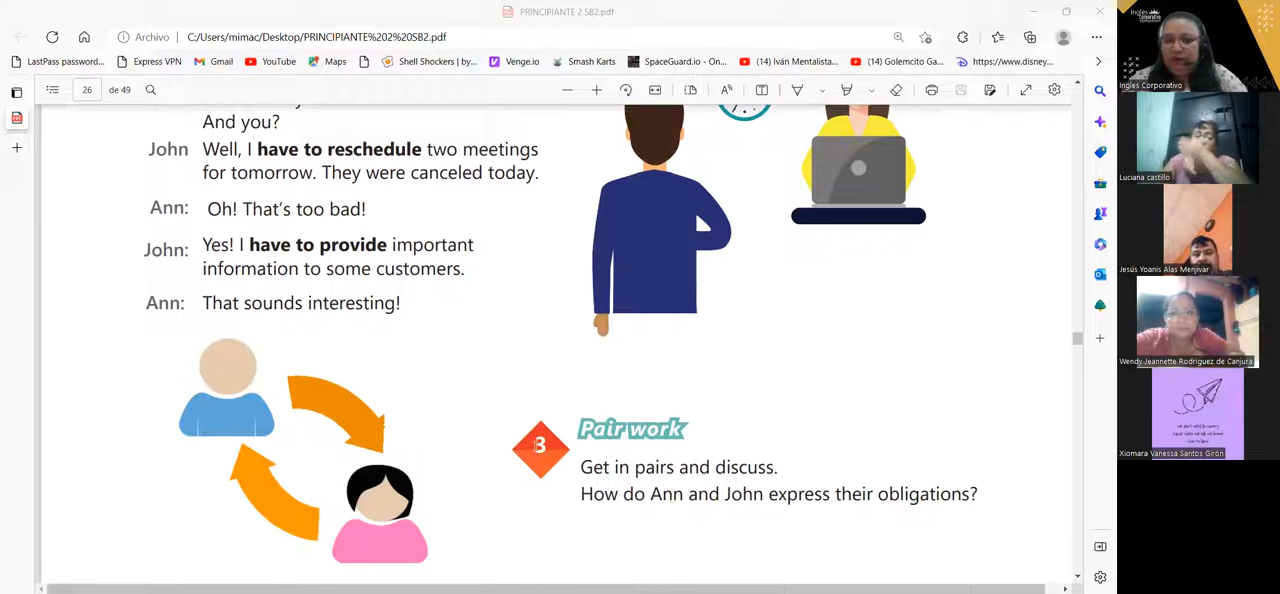 PRINCIPIANTE 2 SB2.pdf
Archivo
C:/Users/mimac/Desktop/PRINCIPIANTE%202%20SB2.pdf
LastPass password...
Express VPN
Gmail
YouTube
Maps
Shell Shockers | by...
Venge.io
Smash Karts
SpaceGuard.io - On...
(14) Iván Mentalista...
(14) Golemcito Ga...
https://www.disney...
26
de 49
And you?
John
Well, I have to reschedule two meetings
for tomorrow. They were canceled today.
Ann:
Oh! That's too bad!
John:
Yes! I have to provide important
information to some customers.
Ann:
That sounds interesting!
3
Pair work
Get in pairs and discuss.
How do Ann and John express their obligations?
Inglés
Corporativo
Ingles Corporativo
Luciana castillo
Jesús Yoanis Alas Menjivar
Wendy Jeannette Rodriguez de Canjura
Xiomara Vanessa Santos Girón